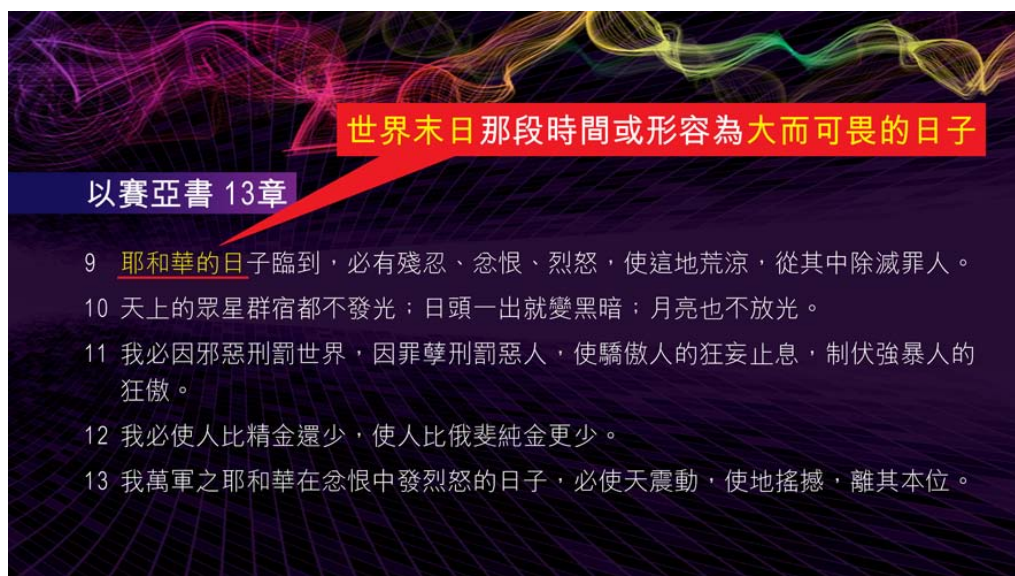 世界末日那段時間或形容為大而可畏的日子
以賽亞書 13章
9 耶和華的日子臨到，必有殘忍、忿恨、烈怒，使這地荒涼，從其中除滅罪人。
10 天上的眾星群宿都不發光；日頭一出就變黑暗；月亮也不放光。
11 我必因邪惡刑罰世界，因罪孽刑罰惡人，使驕傲人的狂妄止息，制伏強暴人的
狂傲。
12 我必使人比精金還少，使人比俄斐純金更少。
13 我萬軍之耶和華在忿恨中發烈怒的日子，必使天震動，使地搖撼，離其本位。